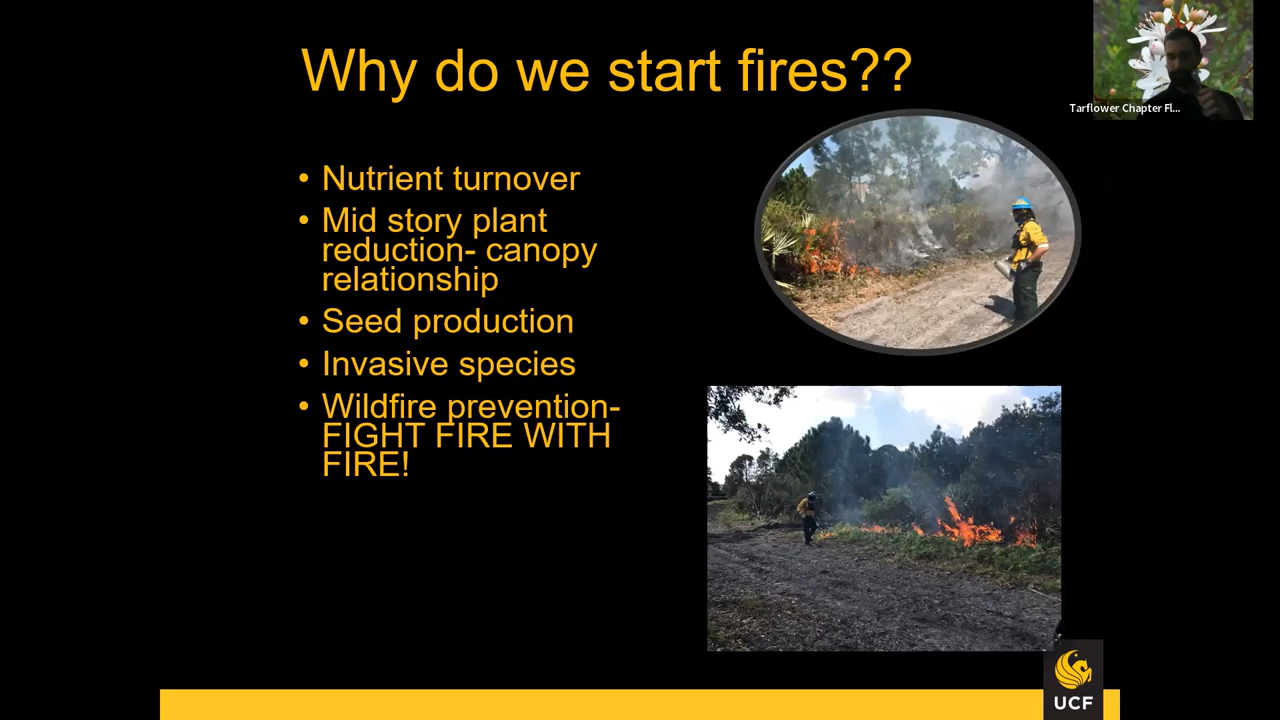 Why do we start fires??
Tarflower Chapter Fl...
• Nutrient turnover
• Mid story plant
reduction- canopy
relationship
• Seed production
• Invasive species
• Wildfire prevention-
FIGHT FIRE WITH
FIRE!
UCF